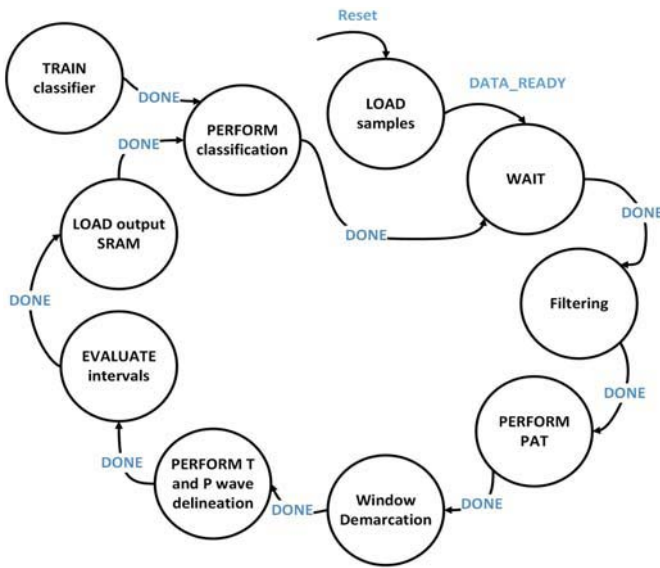 Reset
TRAIN
classifier
DONE
LOAD
samples
DATA_READY
PERFORM
classification
DONE
WAIT
LOAD output
SRAM
DONE
DONE
Filtering
DONE
EVALUATE
intervals
DONE
PERFORM
PAT
DONE
PERFORM T
and P wave
delineation
DONE
Window
Demarcation
DONE
DONE